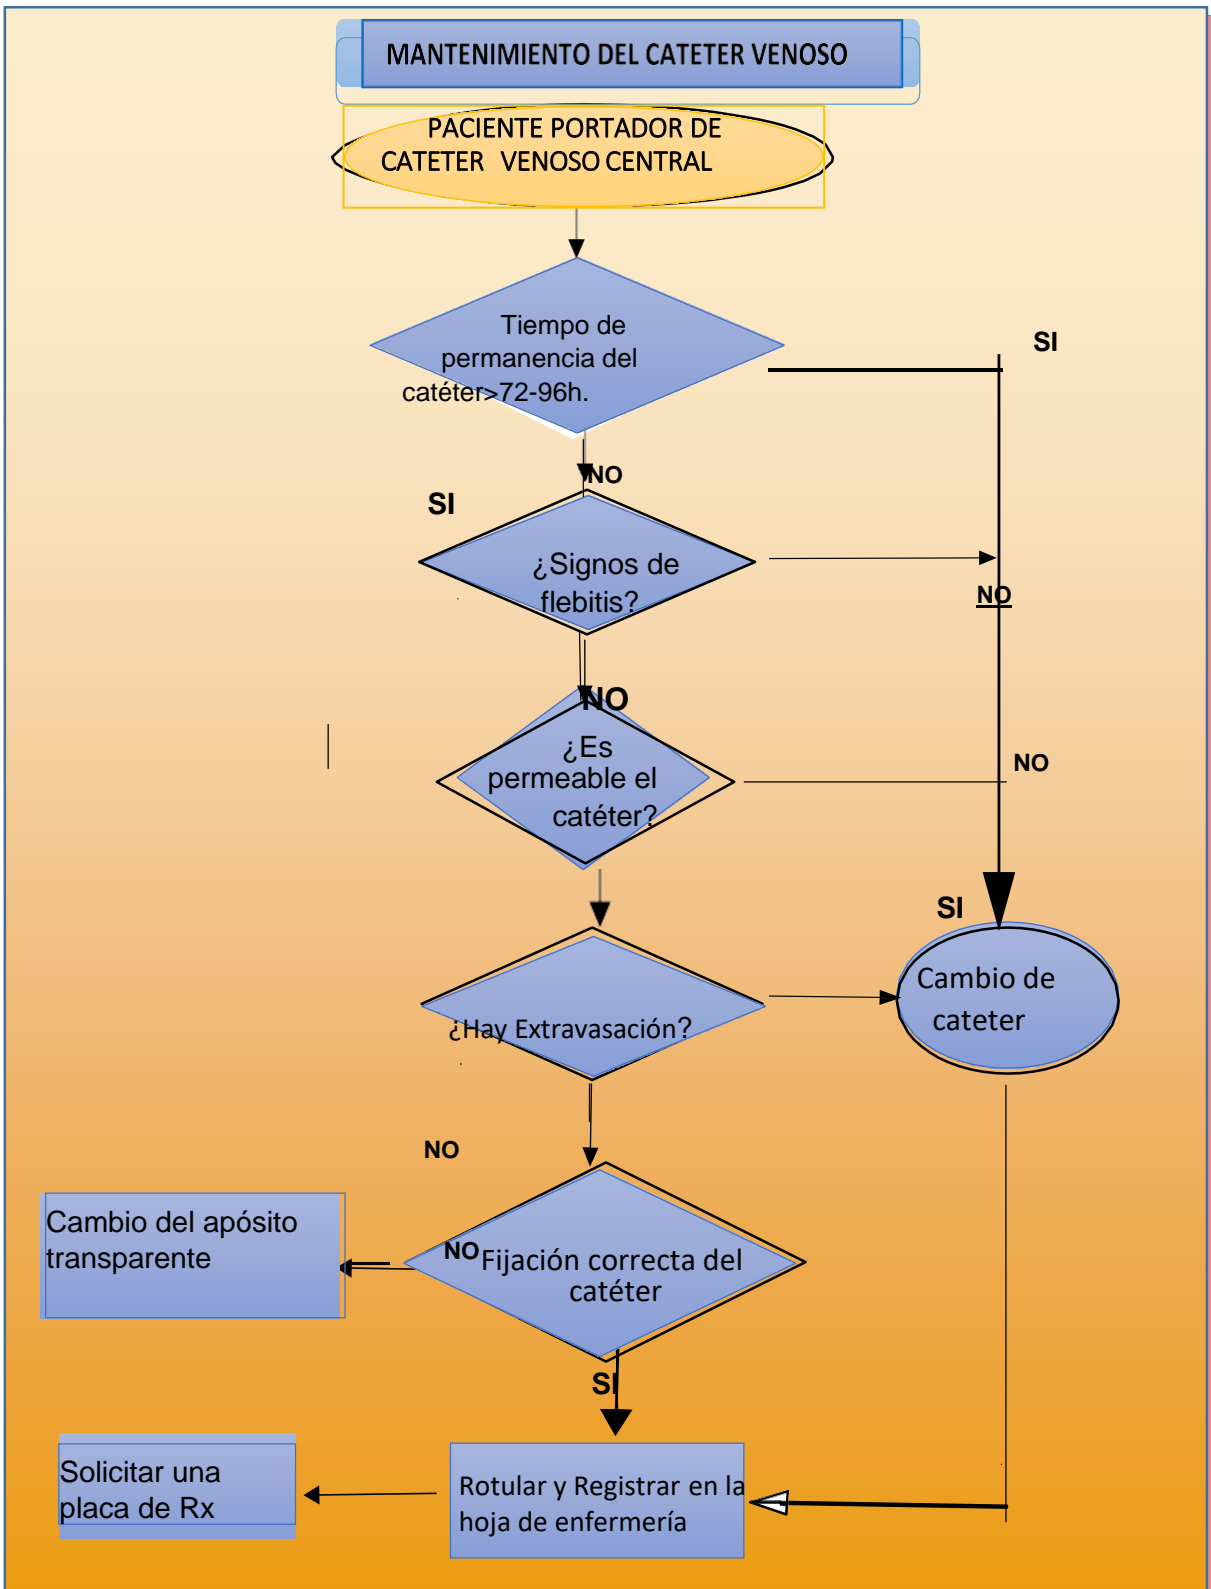 MANTENIMIENTO DEL CATETER VENOSO
PACIENTE PORTADOR DE
CATETER VENOSO CENTRAL
Tiempo de
permanencia del
catéter>72-96h.
SI
NO
SI
¿Signos de
flebitis?
NO
NO
¿Es
permeable el
catéter?
NO
SI
Cambio de
cateter
¿Hay Extravasación?
NO
Cambio del apósito
transparente
NO
Fijación correcta del
catéter
SI
Solicitar una
placa de Rx
Rotular y Registrar en la
hoja de enfermería